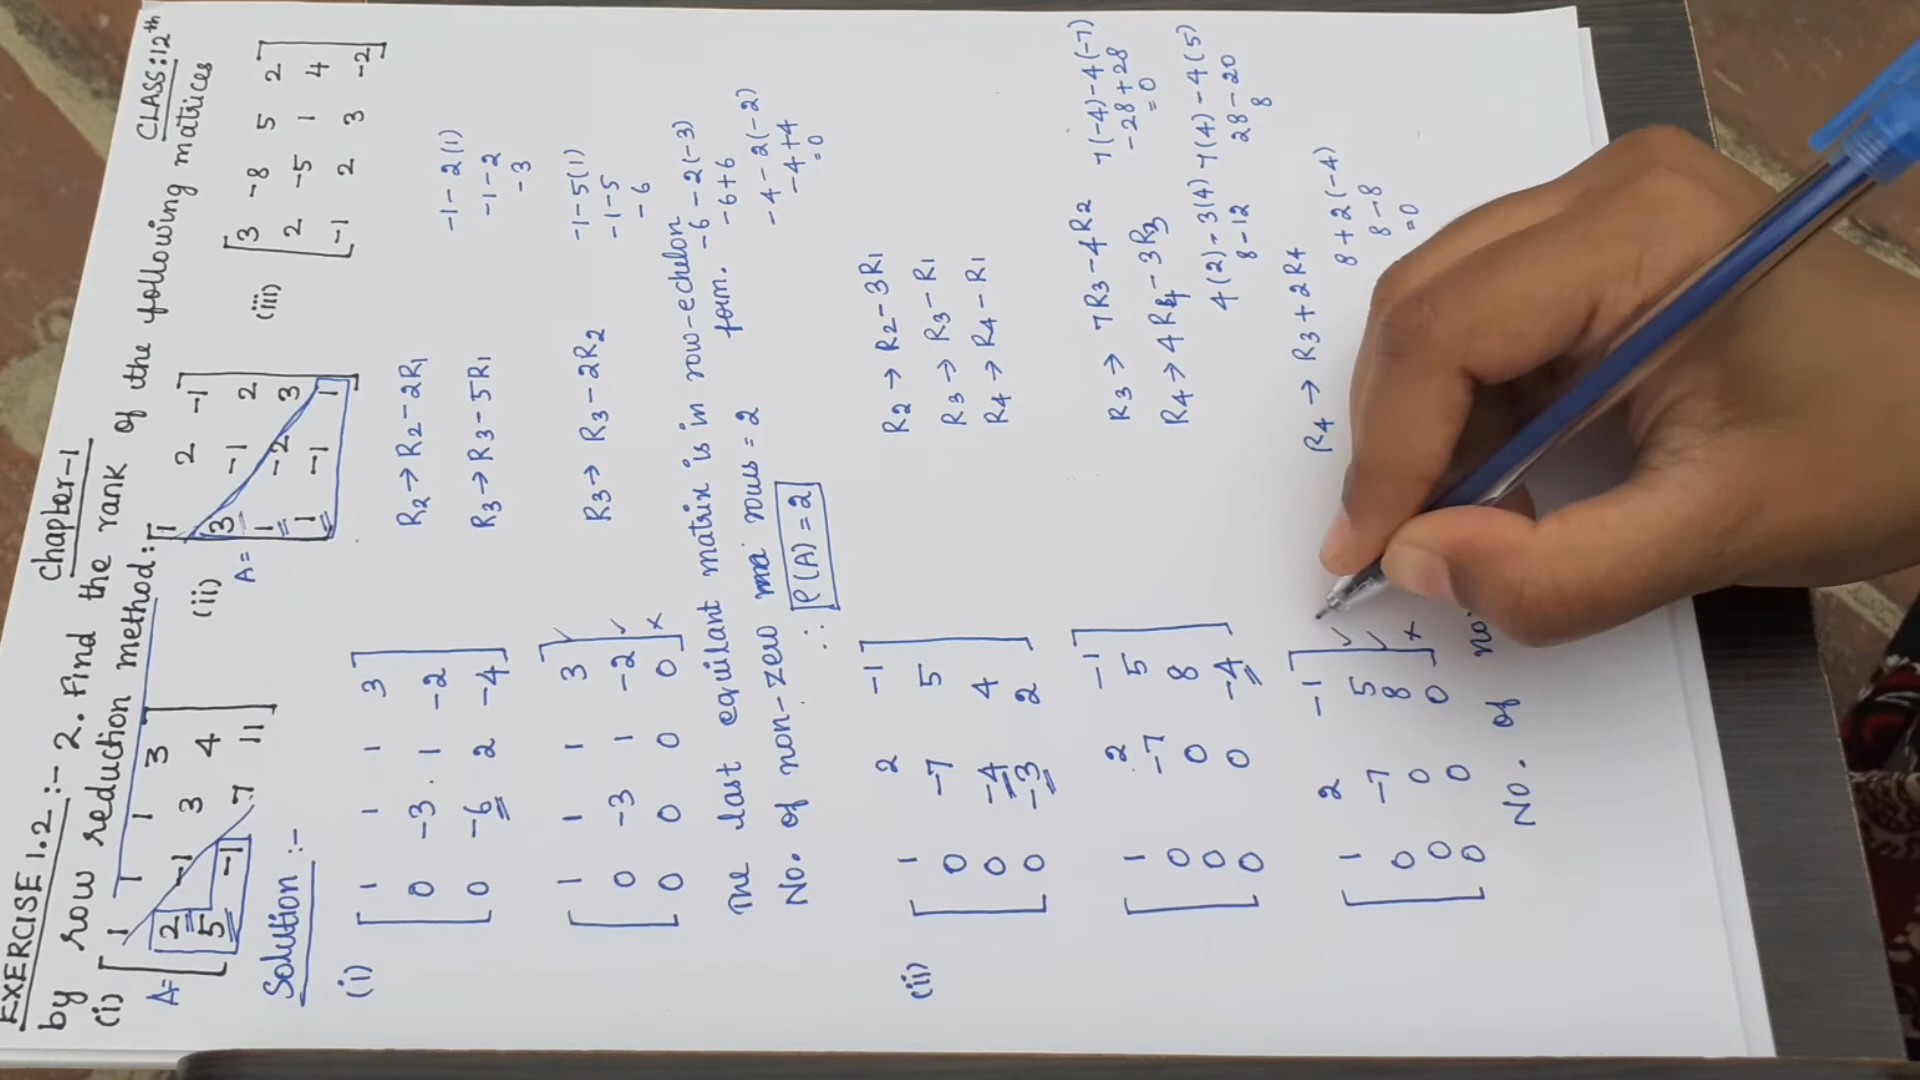 Chapter-1
CLASS:12th
EXERCISE 1.2 :- 2. Find the rank of the following matrices
by row reduction method:
(i) A= [ 1 1 1 3
2 -1 3 4
5 -1 7 11 ]
(ii) A= [ 1 2 -1
3 -1 2
1 -2 3
1 -1 1 ]
(iii) [ 3 -8 5 2
2 -5 1 4
-1 2 3 -2 ]
Solution :-
(i) [ 1 1 1 3
0 -3 1 -2
0 -6 2 -4 ]
R2 → R2 - 2R1
R3 → R3 - 5R1
-1 - 2(1)
-1 - 2
-3
[ 1 1 1 3 ✓
0 -3 1 -2 ✓
0 0 0 0 ] x
R3 → R3 - 2R2
-1 - 5(1)
-1 - 5
-6
The last equilant matrix is in row-echelon
form.
-6 - 2(-3)
-6+6
-4 - 2(-2)
-4+4
=0
No. of non-zero rows = 2
∴ ρ(A) = 2
(ii) [ 1 2 -1
0 -7 5
0 -4 4
0 -3 2 ]
R2 → R2 - 3R1
R3 → R3 - R1
R4 → R4 - R1
[ 1 2 -1
0 -7 5
0 0 8
0 0 -4 ]
R3 → 7R3 - 4R2
R4 → 4R4 - 3R3
7(-4) - 4(-7)
-28 + 28
=0
4(2) - 3(4)
8 - 12
7(4) - 4(5)
28 - 20
8
[ 1 2 -1
0 -7 5 ✓
0 0 8 ✓
0 0 0 ] x
R4 → R3 + 2R4
8 + 2(-4)
8 - 8
=0
No. of